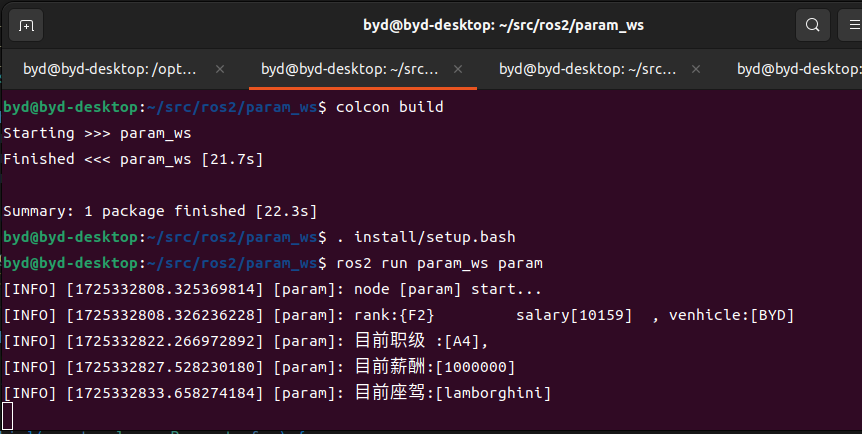 byd@byd-desktop: ~/src/ros2/param_ws
byd@byd-desktop: /opt... × byd@byd-desktop: ~/src... × byd@byd-desktop: ~/src... × byd@byd-desktop:
byd@byd-desktop:~/src/ros2/param_ws$ colcon build
Starting >>> param_ws
Finished <<< param_ws [21.7s]
Summary: 1 package finished [22.3s]
byd@byd-desktop:~/src/ros2/param_ws$ . install/setup.bash
byd@byd-desktop:~/src/ros2/param_ws$ ros2 run param_ws param
[INFO] [1725332808.325369814] [param]: node [param] start...
[INFO] [1725332808.326236228] [param]: rank:{F2} salary[10159] , venhicle:[BYD]
[INFO] [1725332822.266972892] [param]: 目前职级 :[A4],
[INFO] [1725332827.528230180] [param]: 目前薪酬:[1000000]
[INFO] [1725332833.658274184] [param]: 目前座驾:[lamborghini]